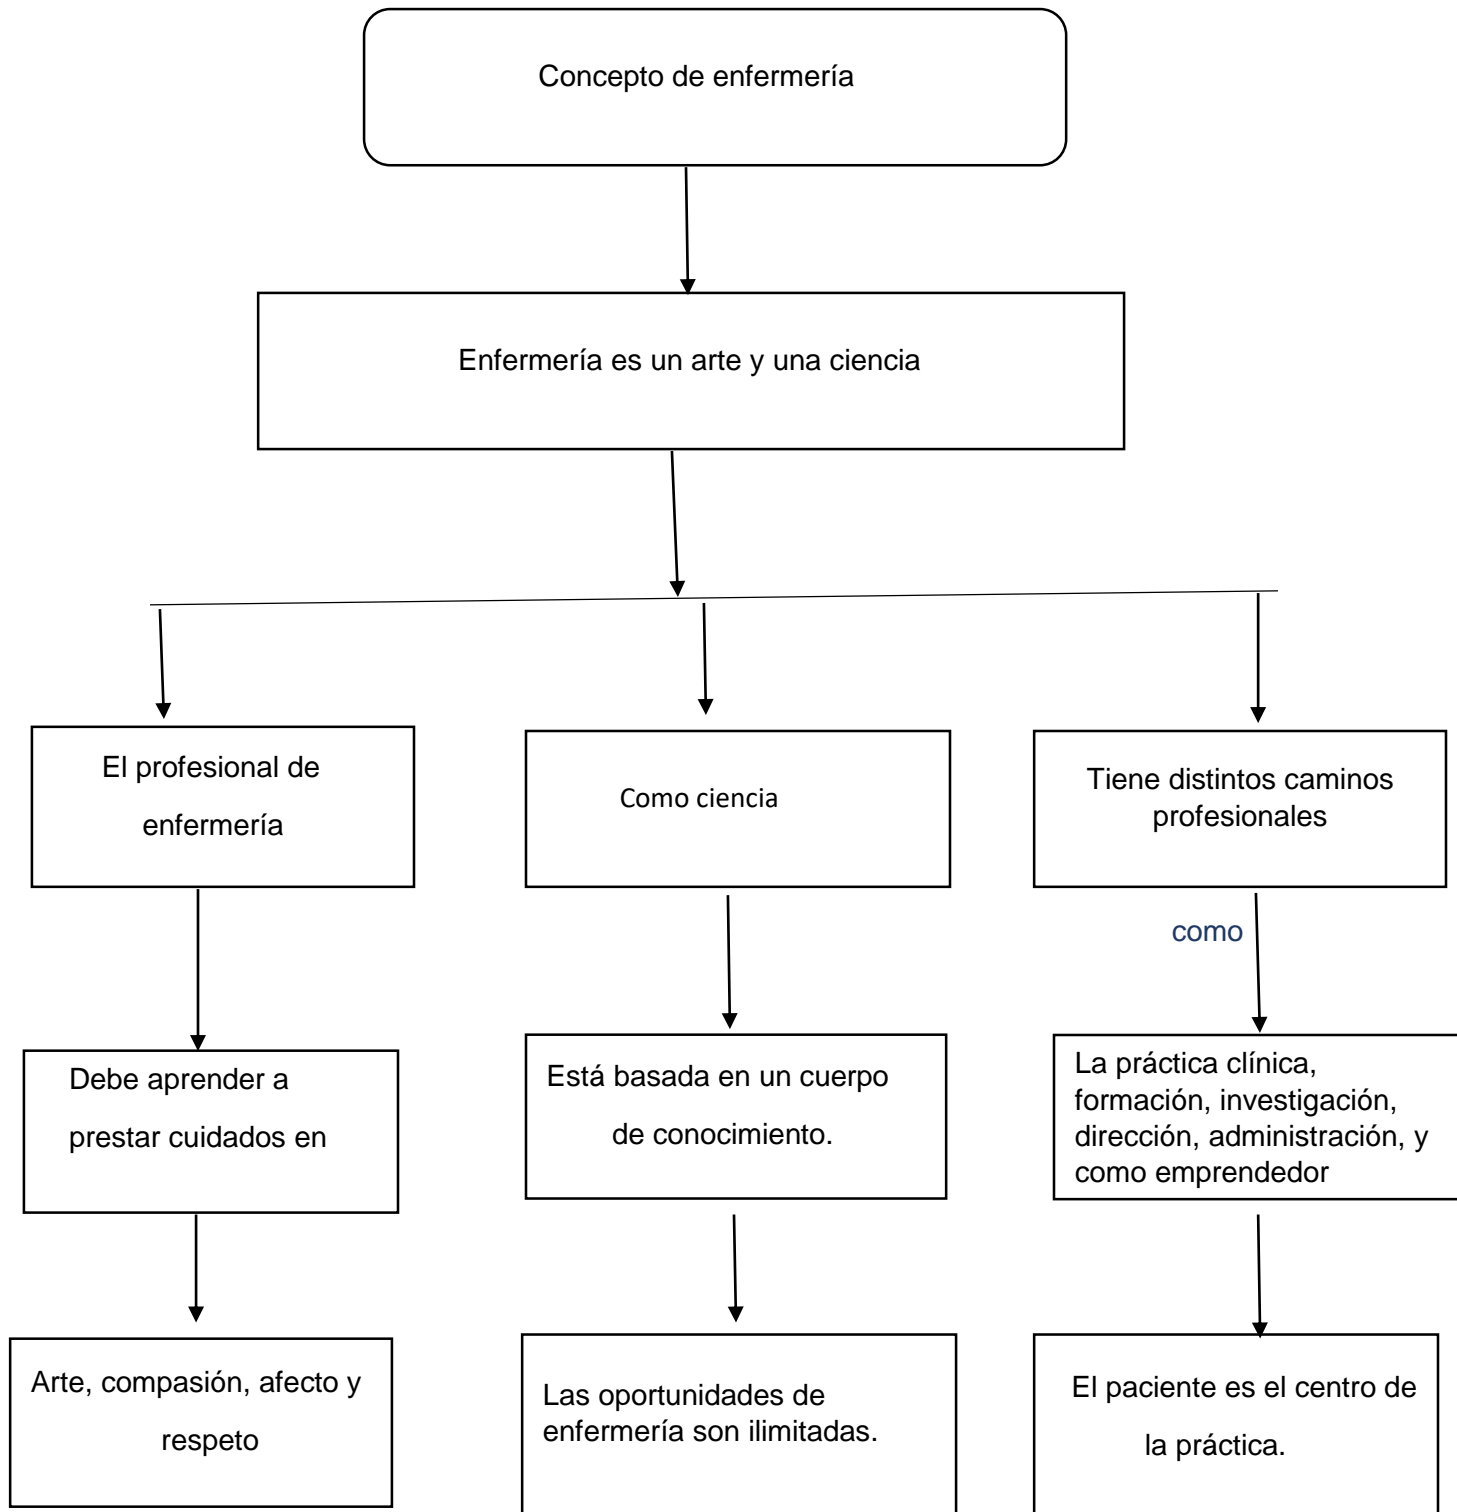 Concepto de enfermería
Enfermería es un arte y una ciencia
El profesional de
enfermería
Como ciencia
Tiene distintos caminos
profesionales
como
Debe aprender a
prestar cuidados en
Está basada en un cuerpo
de conocimiento.
La práctica clínica,
formación, investigación,
dirección, administración, y
como emprendedor
Arte, compasión, afecto y
respeto
Las oportunidades de
enfermería son ilimitadas.
El paciente es el centro de
la práctica.